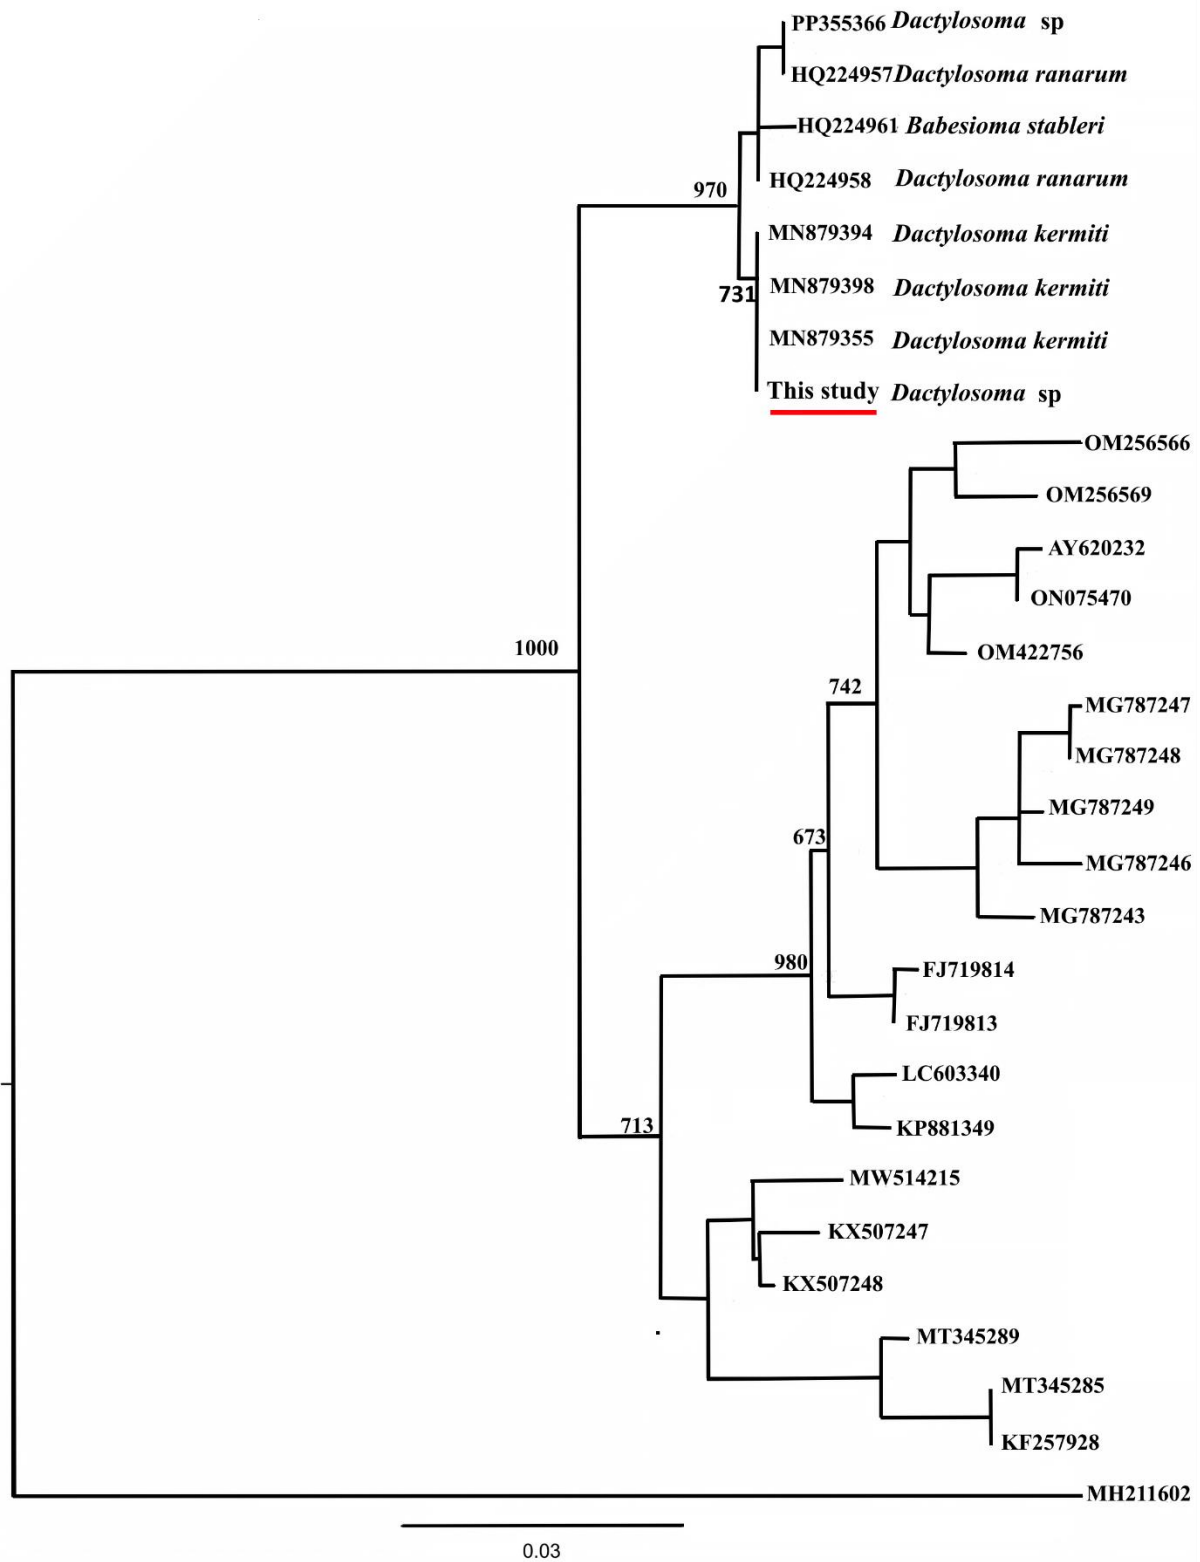 PP355366 Dactylosoma sp
HQ224957 Dactylosoma ranarum
HQ224961 Babesioma stableri
HQ224958 Dactylosoma ranarum
970
MN879394 Dactylosoma kermiti
MN879398 Dactylosoma kermiti
731
MN879355 Dactylosoma kermiti
This study Dactylosoma sp
OM256566
OM256569
AY620232
ON075470
1000
OM422756
742
MG787247
MG787248
MG787249
673
MG787246
MG787243
980
FJ719814
FJ719813
LC603340
713
KP881349
MW514215
KX507247
KX507248
MT345289
MT345285
KF257928
MH211602
0.03